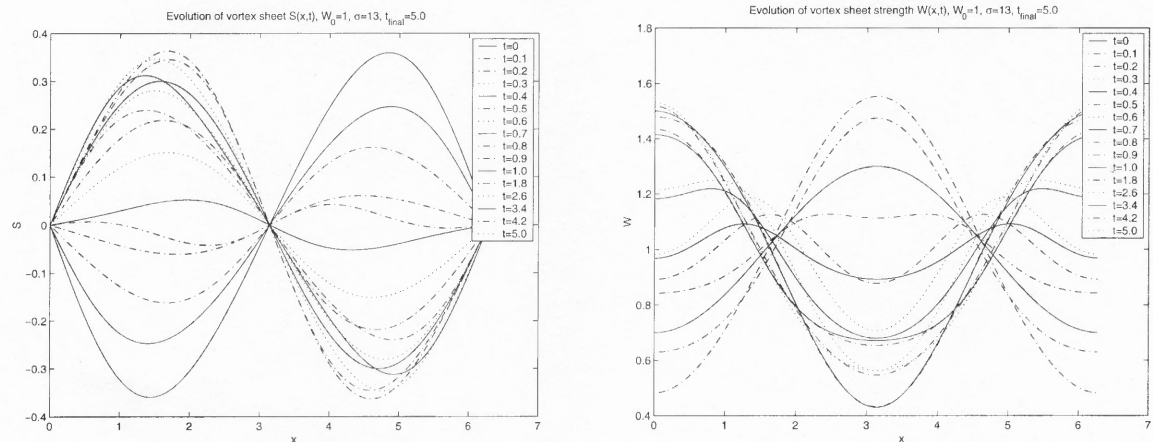 Evolution of vortex sheet S(x,t), W_0=1, σ=13, t_final=5.0
0.4
0.3
0.2
0.1
0
-0.1
-0.2
-0.3
-0.4
S
0
1
2
3
4
5
6
7
x
t=0
t=0.1
t=0.2
t=0.3
t=0.4
t=0.5
t=0.6
t=0.7
t=0.8
t=0.9
t=1.0
t=1.8
t=2.6
t=3.4
t=4.2
t=5.0
Evolution of vortex sheet strength W(x,t), W_0=1, σ=13, t_final=5.0
1.8
1.6
1.4
1.2
1
0.8
0.6
0.4
W
0
1
2
3
4
5
6
7
x
t=0
t=0.1
t=0.2
t=0.3
t=0.4
t=0.5
t=0.6
t=0.7
t=0.8
t=0.9
t=1.0
t=1.8
t=2.6
t=3.4
t=4.2
t=5.0